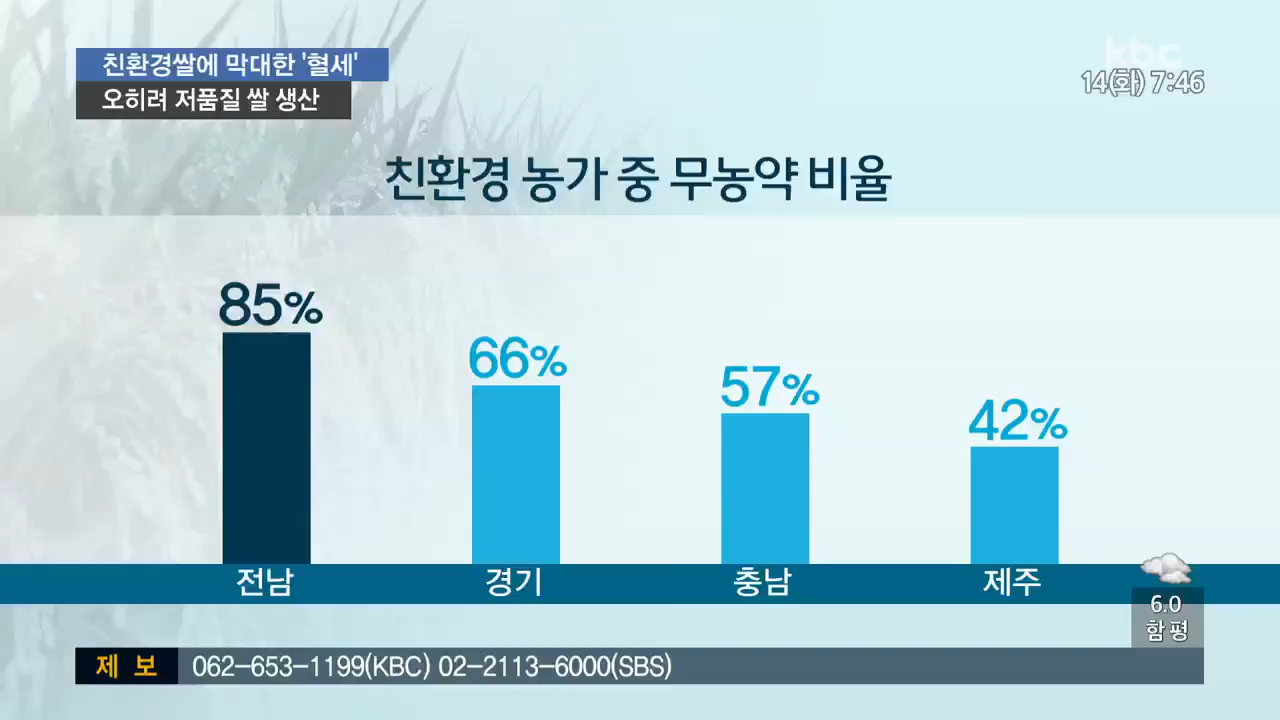 친환경쌀에 막대한 '혈세'
오히려 저품질 쌀 생산
kbc
14(화) 7:46
친환경 농가 중 무농약 비율
85%
66%
57%
42%
전남
경기
충남
제주
6.0
함평
제 보 062-653-1199(KBC) 02-2113-6000(SBS)